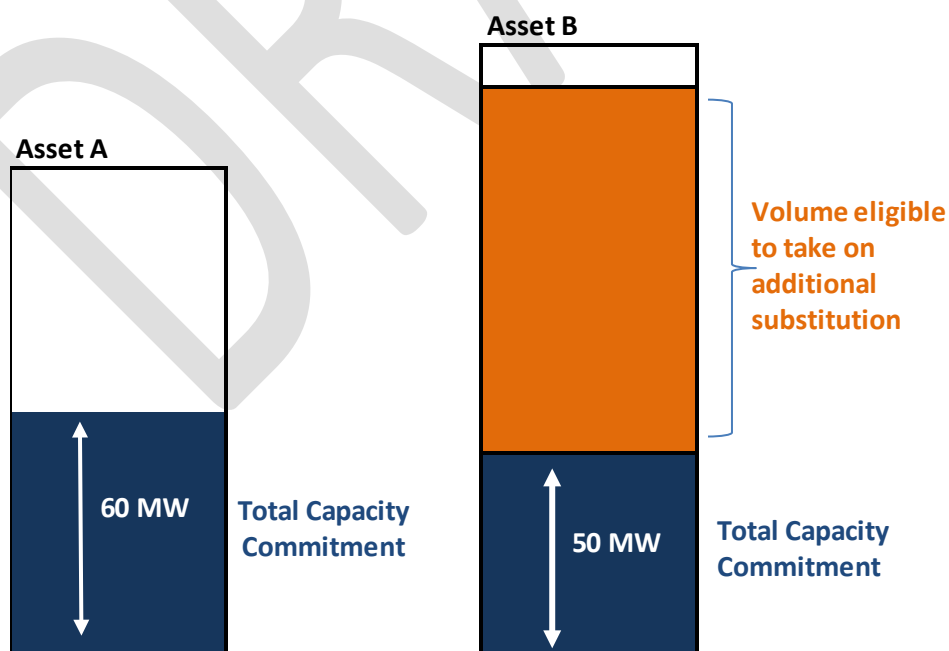 Asset B
Asset A
Volume eligible
to take on
additional
substitution
60 MW
Total Capacity
Commitment
50 MW
Total Capacity
Commitment